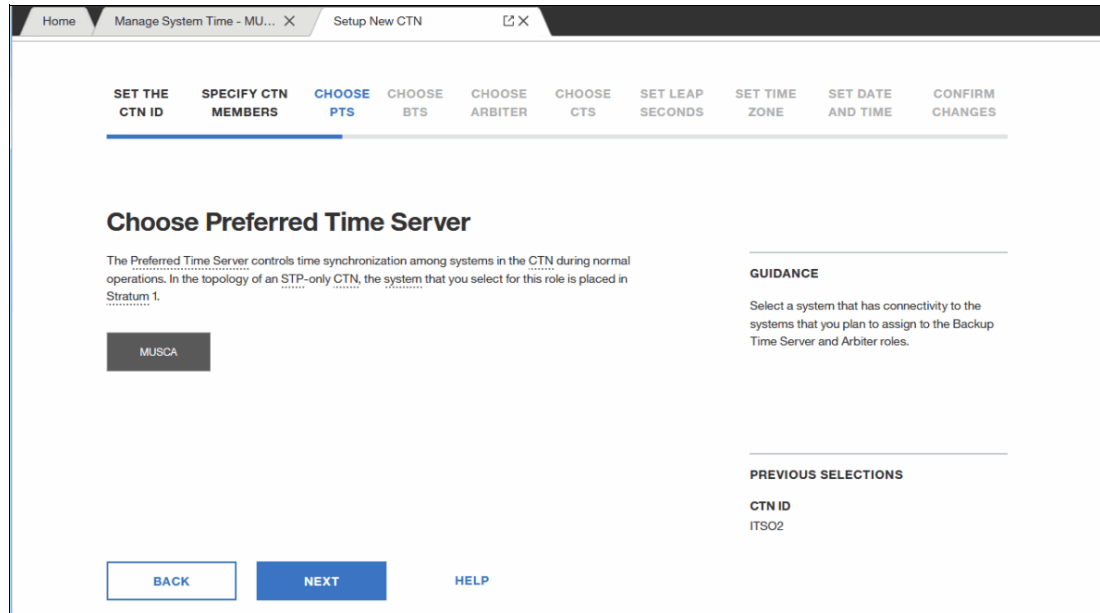 Home
Manage System Time - MU...
Setup New CTN
SET THE CTN ID
SPECIFY CTN MEMBERS
CHOOSE PTS
CHOOSE BTS
CHOOSE ARBITER
CHOOSE CTS
SET LEAP SECONDS
SET TIME ZONE
SET DATE AND TIME
CONFIRM CHANGES
Choose Preferred Time Server
The Preferred Time Server controls time synchronization among systems in the CTN during normal
operations. In the topology of an STP-only CTN, the system that you select for this role is placed in
Stratum 1.
MUSCA
GUIDANCE
Select a system that has connectivity to the
systems that you plan to assign to the Backup
Time Server and Arbiter roles.
PREVIOUS SELECTIONS
CTN ID
ITSO2
BACK
NEXT
HELP